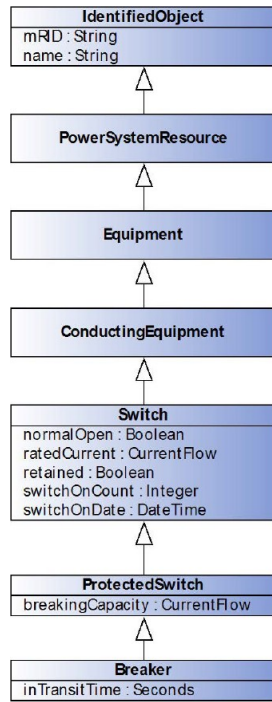 IdentifiedObject
mRID : String
name : String
PowerSystemResource
Equipment
ConductingEquipment
Switch
normalOpen : Boolean
ratedCurrent : CurrentFlow
retained : Boolean
switchOnCount : Integer
switchOnDate : DateTime
ProtectedSwitch
breakingCapacity : CurrentFlow
Breaker
inTransitTime : Seconds